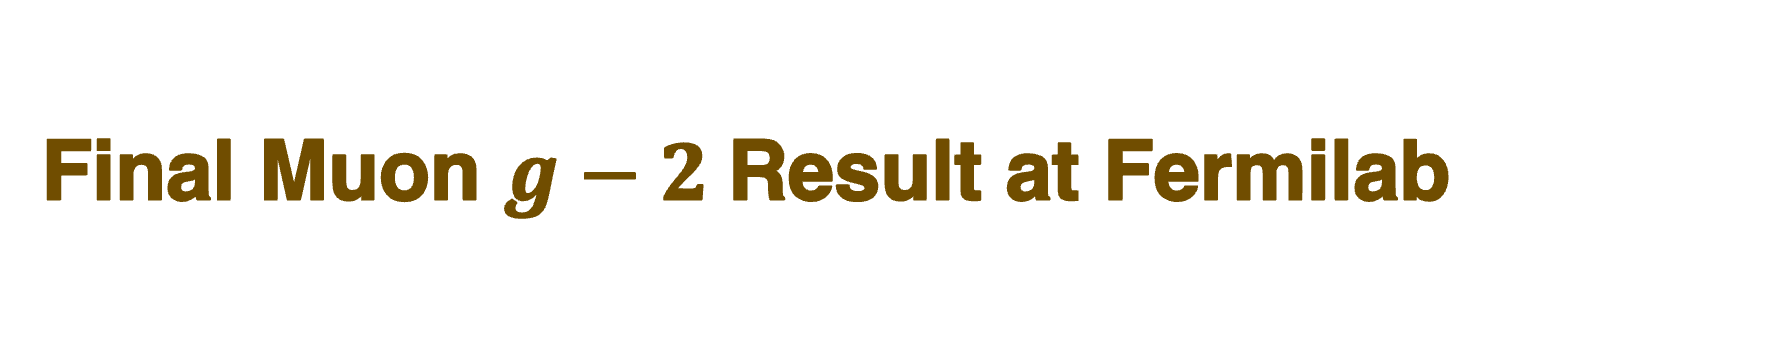 Final Muon g − 2 Result at Fermilab